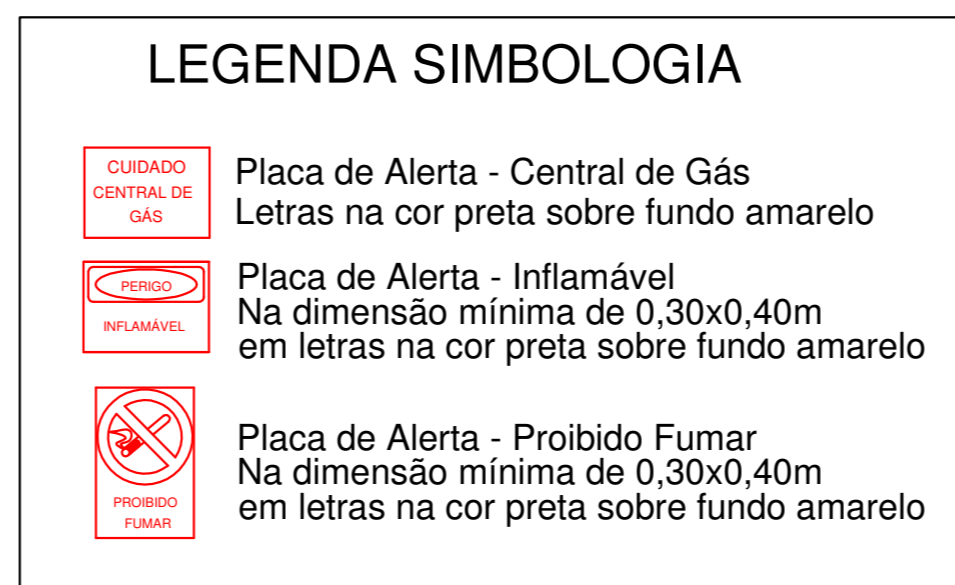 LEGENDA SIMBOLOGIA
CUIDADO
CENTRAL DE
GÁS
Placa de Alerta - Central de Gás
Letras na cor preta sobre fundo amarelo
PERIGO
INFLAMÁVEL
Placa de Alerta - Inflamável
Na dimensão mínima de 0,30x0,40m
em letras na cor preta sobre fundo amarelo
PROIBIDO
FUMAR
Placa de Alerta - Proibido Fumar
Na dimensão mínima de 0,30x0,40m
em letras na cor preta sobre fundo amarelo